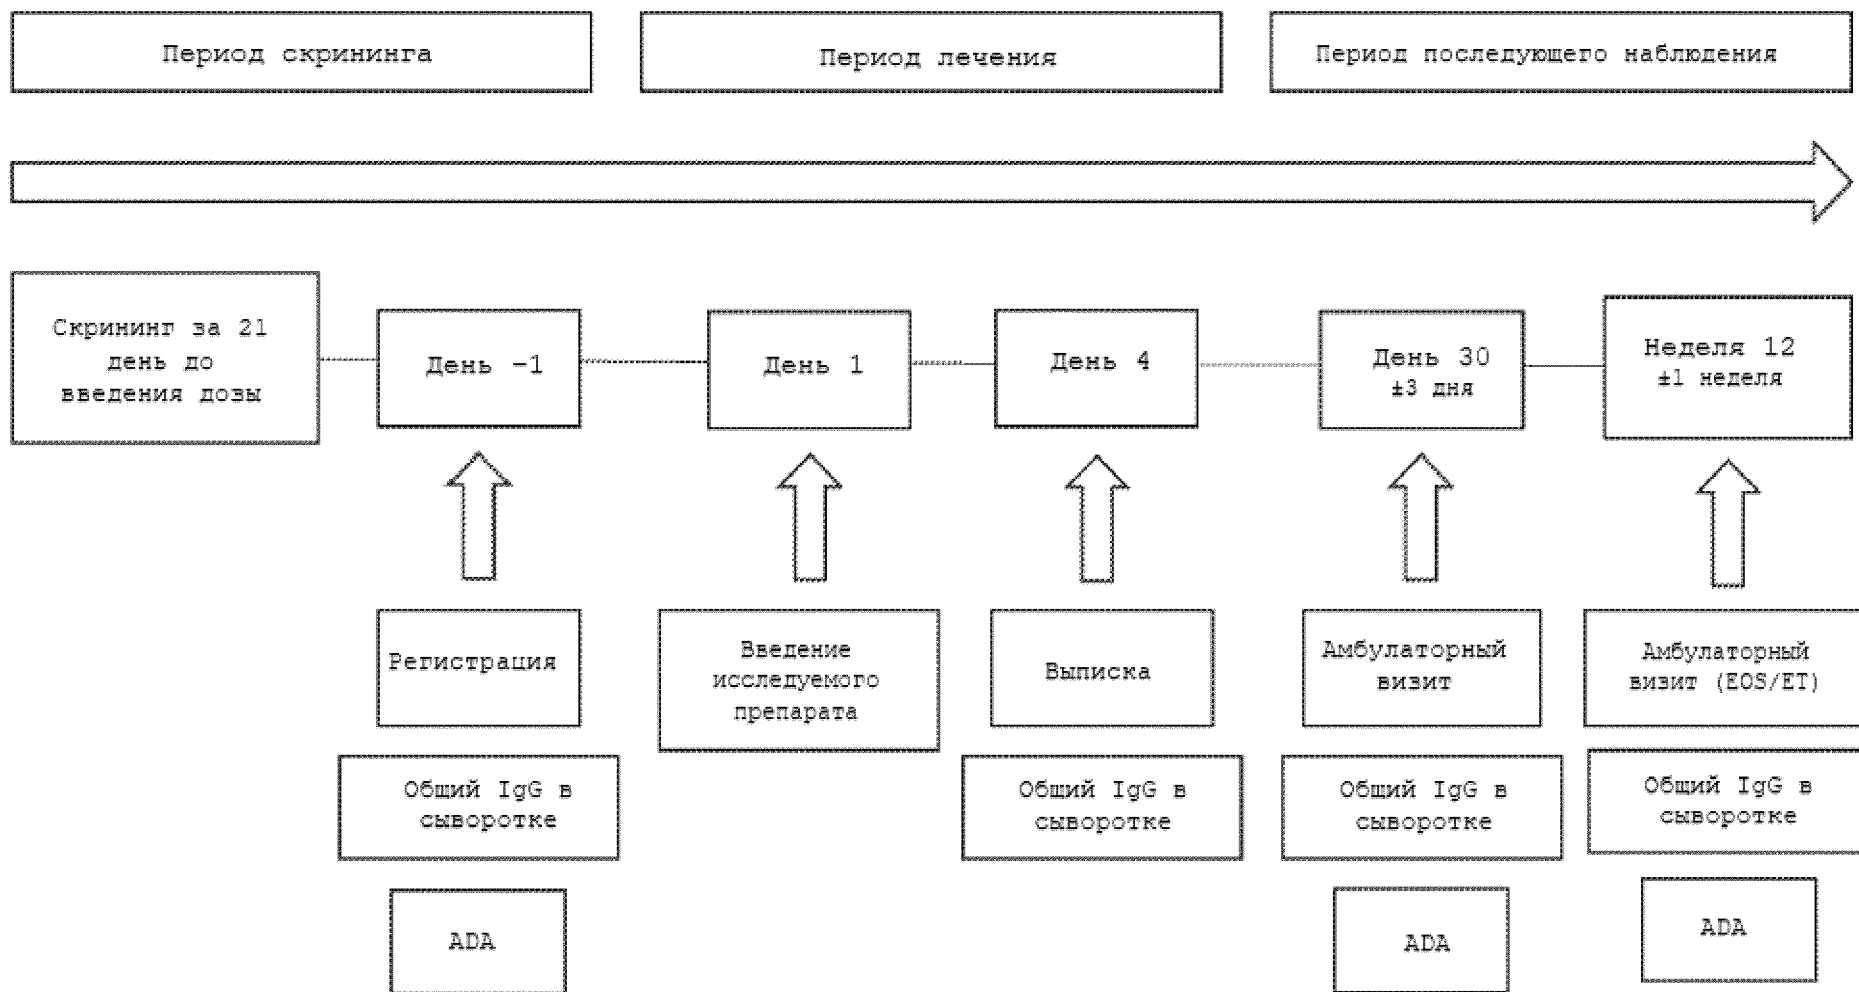 Период скрининга
Период лечения
Период последующего наблюдения
Скрининг за 21
день до
введения дозы
День -1
День 1
День 4
День 30
±3 дня
Неделя 12
±1 неделя
Регистрация
Введение
исследуемого
препарата
Выписка
Амбулаторный
визит
Амбулаторный
визит (EOS/ET)
Общий IgG в
сыворотке
Общий IgG в
сыворотке
Общий IgG в
сыворотке
Общий IgG в
сыворотке
ADA
ADA
ADA